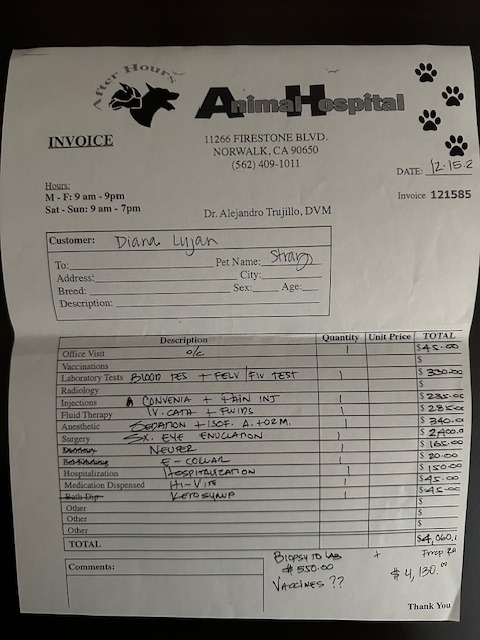 After Hours
Animal Hospital
INVOICE
11266 FIRESTONE BLVD.
NORWALK, CA 90650
(562) 409-1011
DATE: 12.15.2
Invoice 121585
Hours:
M - F: 9 am - 9pm
Sat - Sun: 9 am - 7pm
Dr. Alejandro Trujillo, DVM
Customer: Diana Lujan
To: Pet Name: Stray
Address: City:
Breed: Sex: Age:
Description:
Description Quantity Unit Price TOTAL
Office Visit o/c 1 $45.00
Vaccinations $
Laboratory Tests BLOOD TES + FELV/FIV TEST 1 $350.00
Radiology $
Injections CONVENIA + PAIN INJ 1 $235.00
Fluid Therapy IV. CATH + FLUIDS 1 $285.00
Anesthetic SEDATION + ISOF. A. 1 $340.00
Surgery SX. EYE ENUCLATION 1 $2,400.0
NEUTER 1 $165.00
E-COLLAR 1 $20.00
Hospitalization HOSPITALIZATION 1 $150.00
Medication Dispensed HI-VITE 1 $45.00
Bath Dip KETO SYRUP 1 $45.00
Other $
Other $
Other $
TOTAL $4,060.
Comments:
BIOPSY TO LAB +
$550.00
$4,130.00
VACCINES ??
Thank You